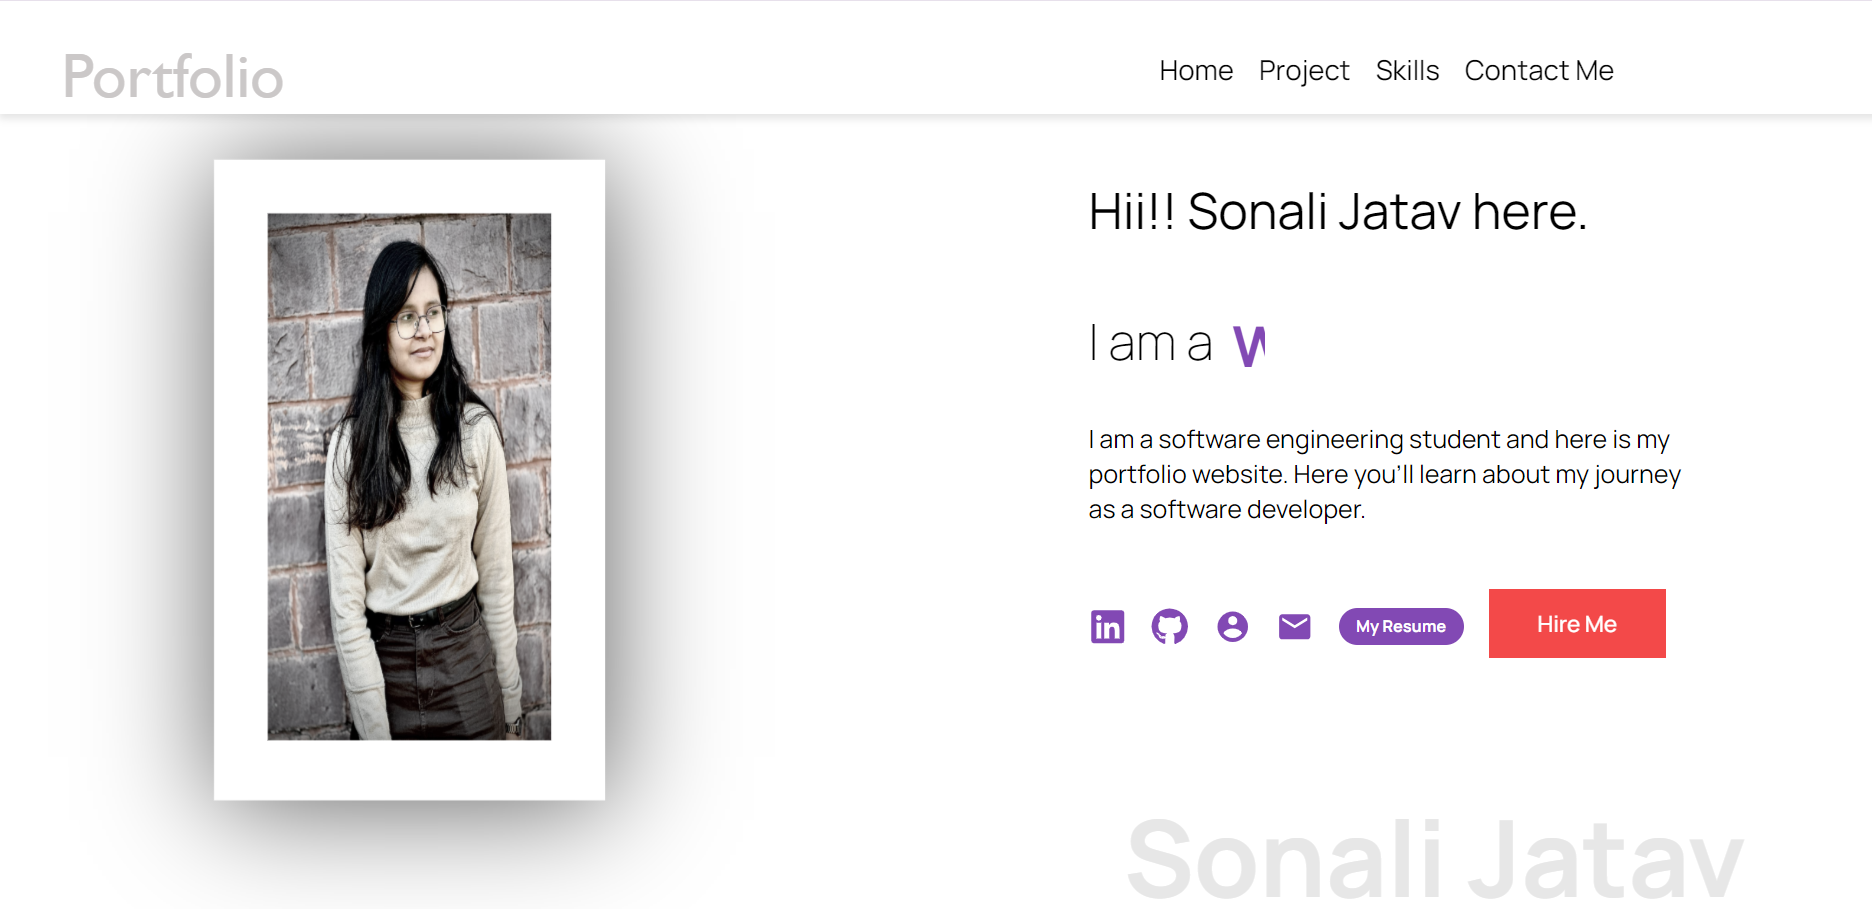 Portfolio
Home Project Skills Contact Me
Hii!! Sonali Jatav here.
I am a W
I am a software engineering student and here is my
portfolio website. Here you'll learn about my journey
as a software developer.
in My Resume Hire Me
Sonali Jatav